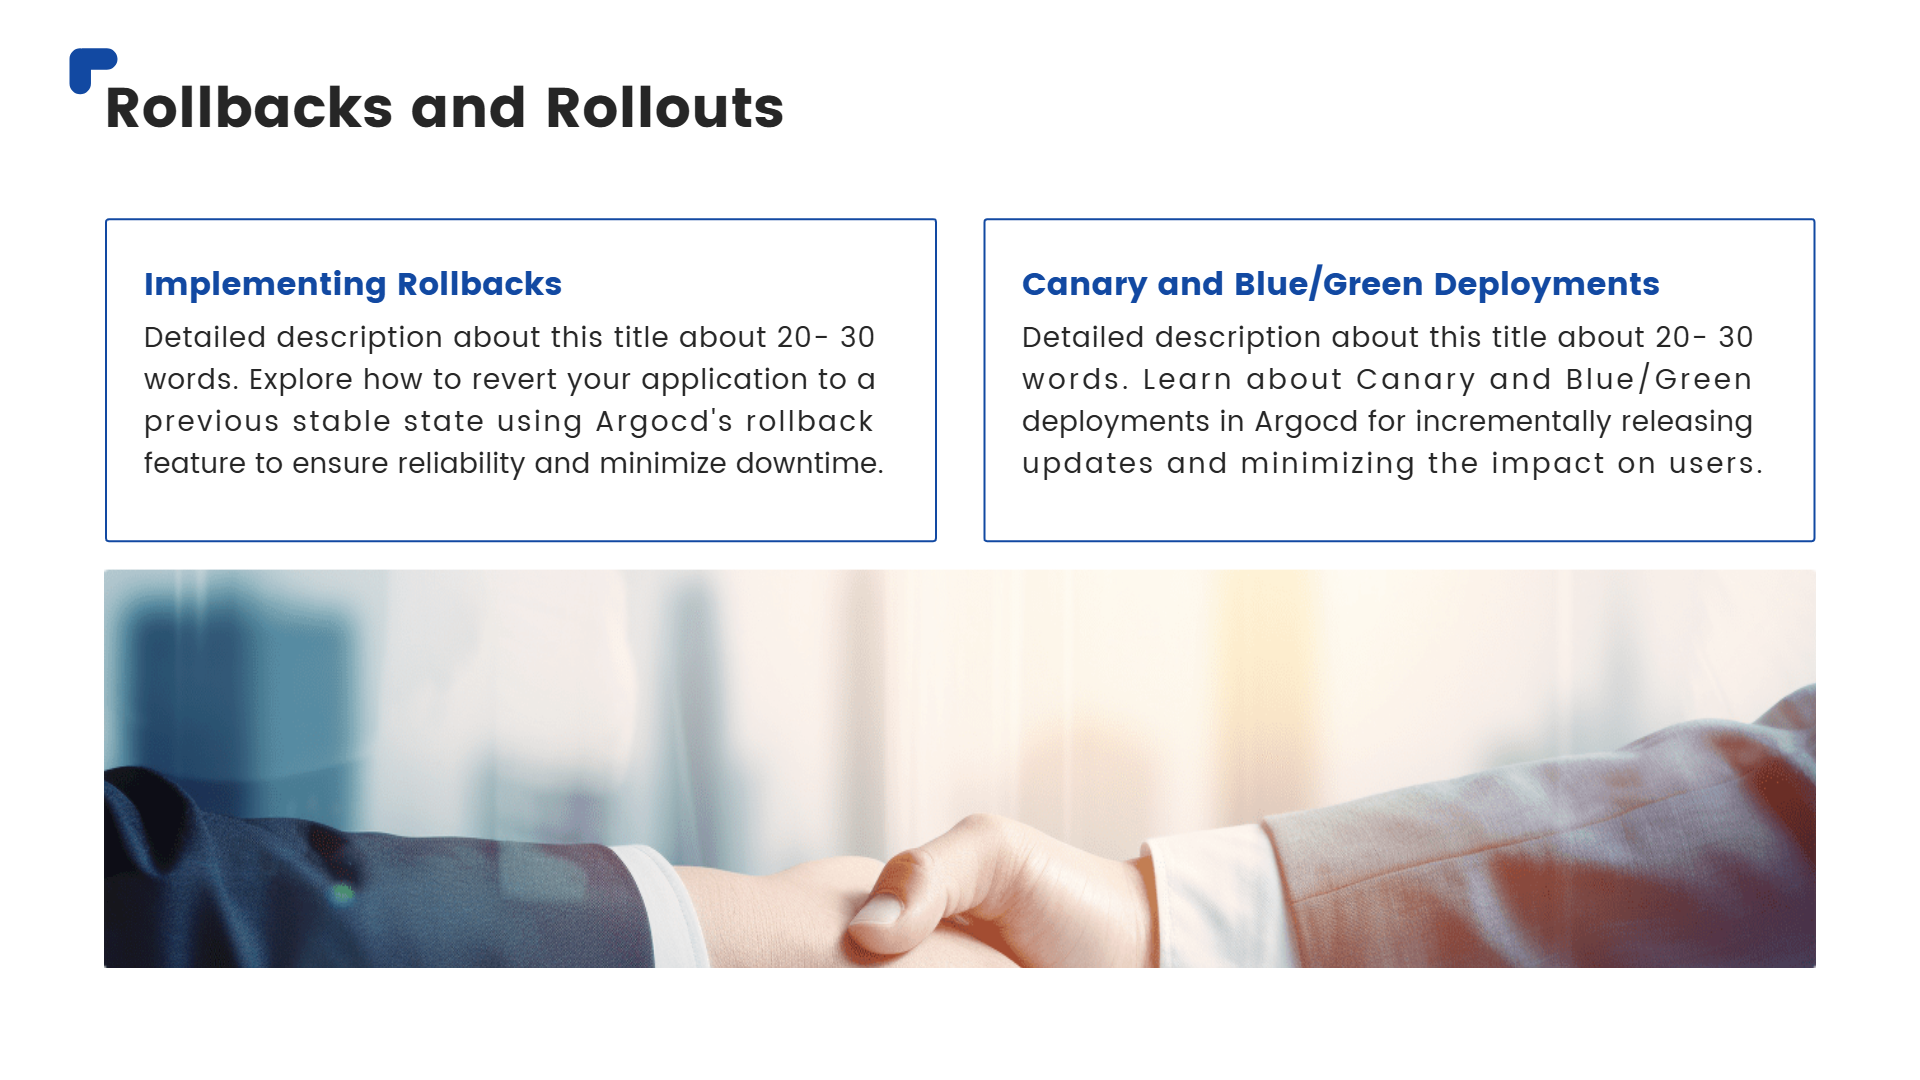 Rollbacks and Rollouts
Implementing Rollbacks
Detailed description about this title about 20- 30
words. Explore how to revert your application to a
previous stable state using Argocd's rollback
feature to ensure reliability and minimize downtime.
Canary and Blue/Green Deployments
Detailed description about this title about 20- 30
words. Learn about Canary and Blue/Green
deployments in Argocd for incrementally releasing
updates and minimizing the impact on users.